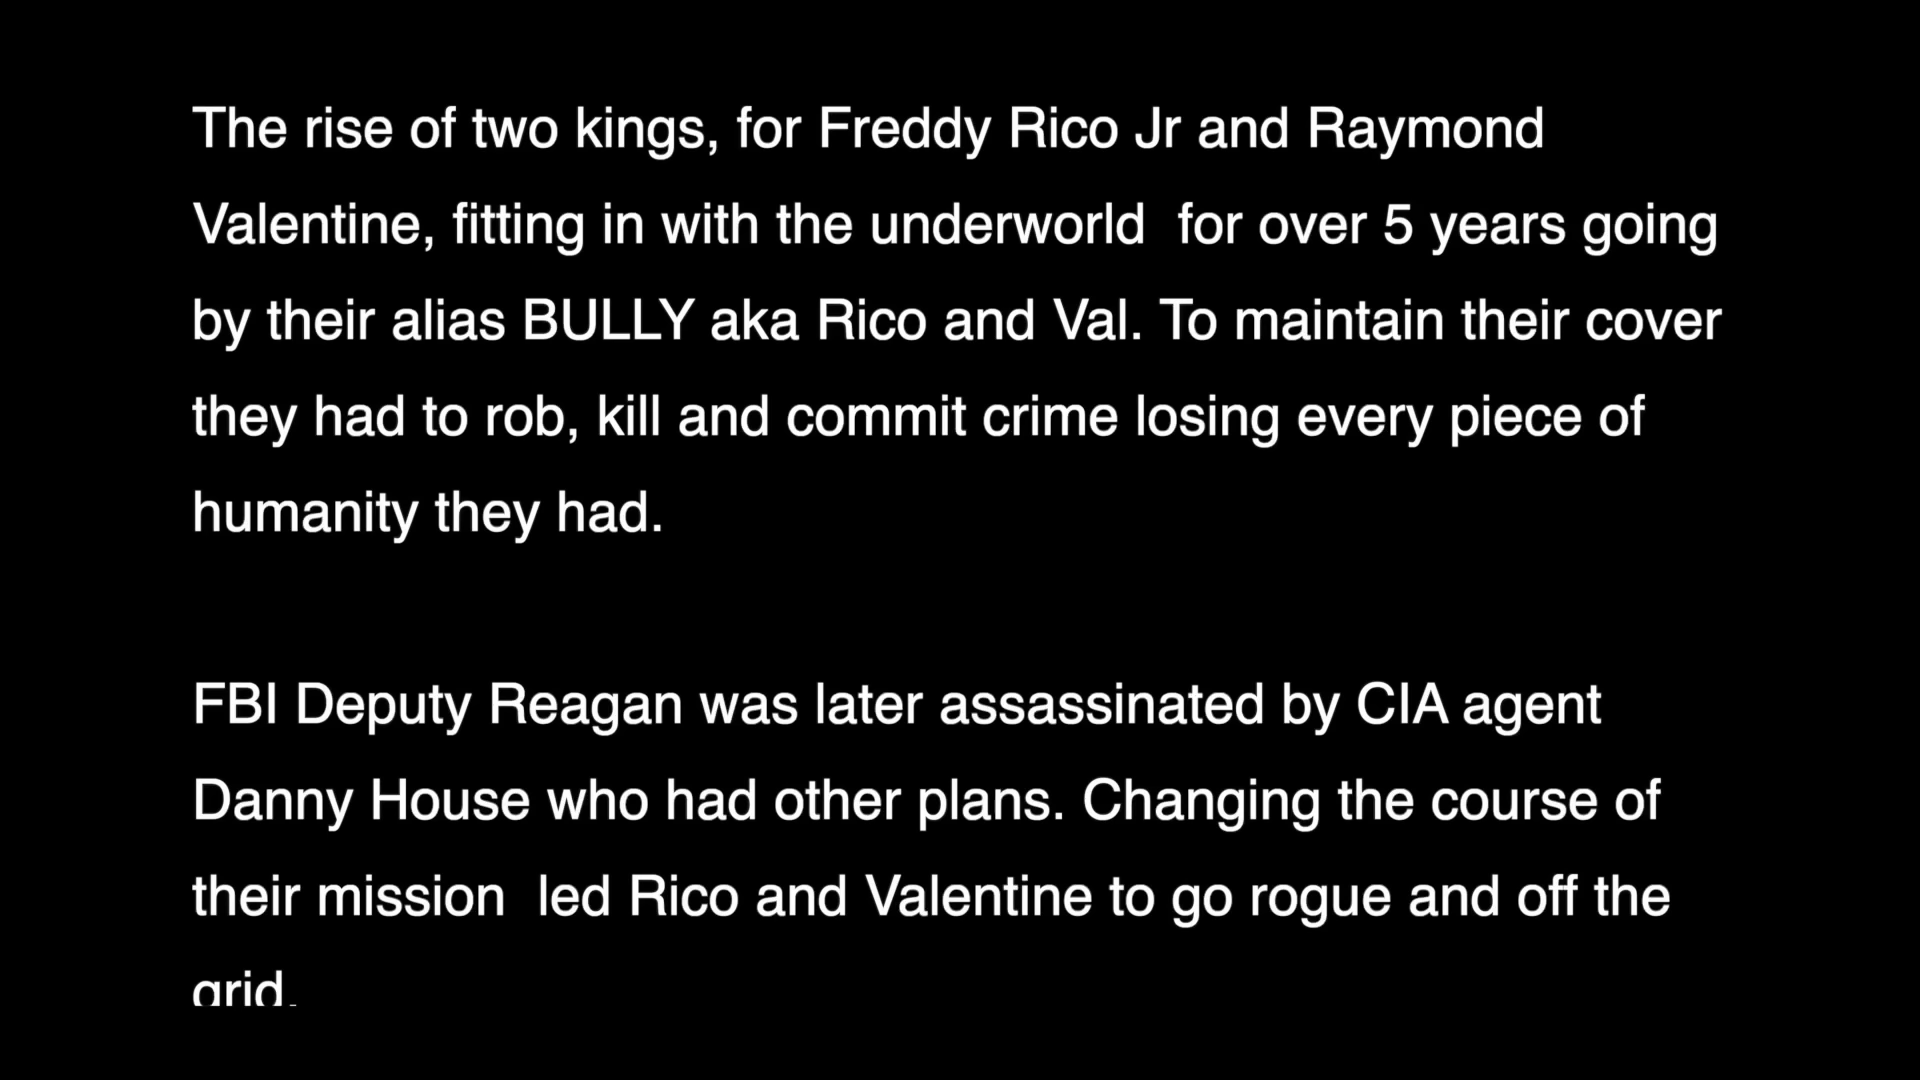 The rise of two kings, for Freddy Rico Jr and Raymond
Valentine, fitting in with the underworld  for over 5 years going
by their alias BULLY aka Rico and Val. To maintain their cover
they had to rob, kill and commit crime losing every piece of
humanity they had.
FBI Deputy Reagan was later assassinated by CIA agent
Danny House who had other plans. Changing the course of
their mission  led Rico and Valentine to go rogue and off the
grid.